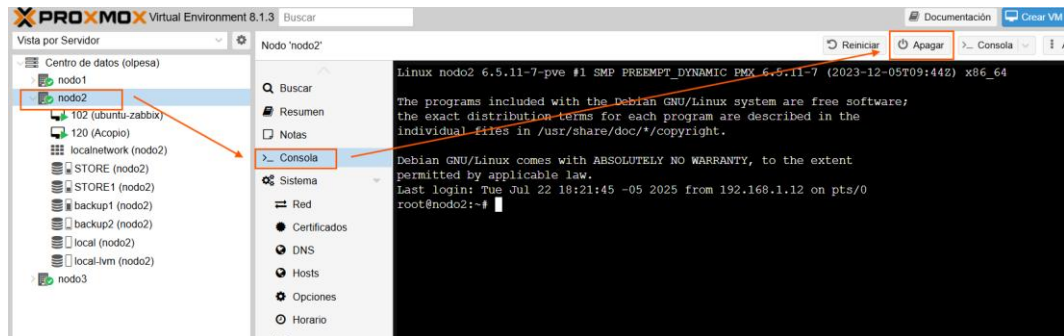 PROXMOX Virtual Environment 8.1.3 Buscar
Documentación Crear VM
Vista por Servidor
Centro de datos (olpesa)
nodo1
nodo2
102 (ubuntu-zabbix)
120 (Acopio)
localnetwork (nodo2)
STORE (nodo2)
STORE1 (nodo2)
backup1 (nodo2)
backup2 (nodo2)
local (nodo2)
local-lvm (nodo2)
nodo3
Nodo 'nodo2'
Reiniciar Apagar >_ Consola
Buscar
Resumen
Notas
>_ Consola
Sistema
Red
Certificados
DNS
Hosts
Opciones
Horario
Linux nodo2 6.5.11-7-pve #1 SMP PREEMPT_DYNAMIC PMX 6.5.11-7 (2023-12-05T09:44Z) x86_64
The programs included with the Debian GNU/Linux system are free software;
the exact distribution terms for each program are described in the
individual files in /usr/share/doc/*/copyright.
Debian GNU/Linux comes with ABSOLUTELY NO WARRANTY, to the extent
permitted by applicable law.
Last login: Tue Jul 22 18:21:45 -05 2025 from 192.168.1.12 on pts/0
root@nodo2:~#